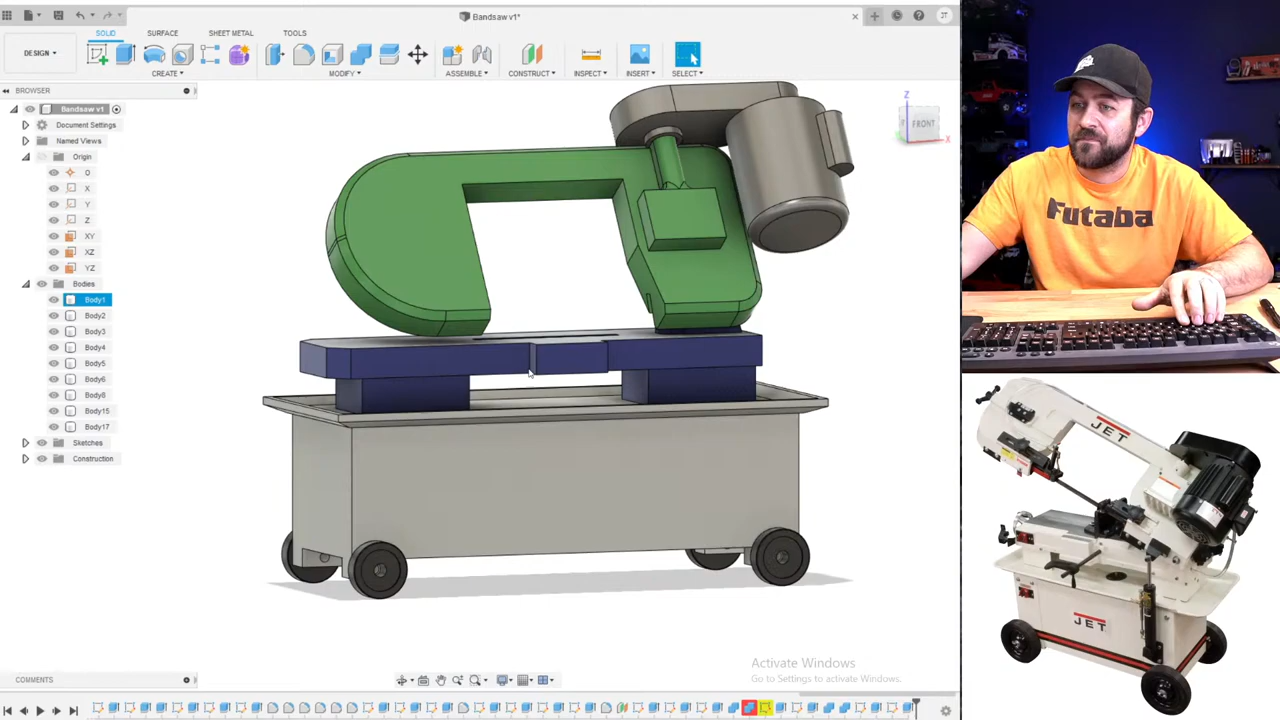 Bandsaw v1*
JT
DESIGN
SOLID
SURFACE
SHEET METAL
TOOLS
CREATE
MODIFY
ASSEMBLE
CONSTRUCT
INSPECT
INSERT
SELECT
BROWSER
Bandsaw v1
Document Settings
Named Views
Origin
O
X
Y
Z
XY
XZ
YZ
Bodies
Body1
Body2
Body3
Body4
Body5
Body6
Body8
Body15
Body17
Sketches
Construction
Z
FRONT
X
Futaba
JET
JET
Activate Windows
Go to Settings to activate Windows.
COMMENTS